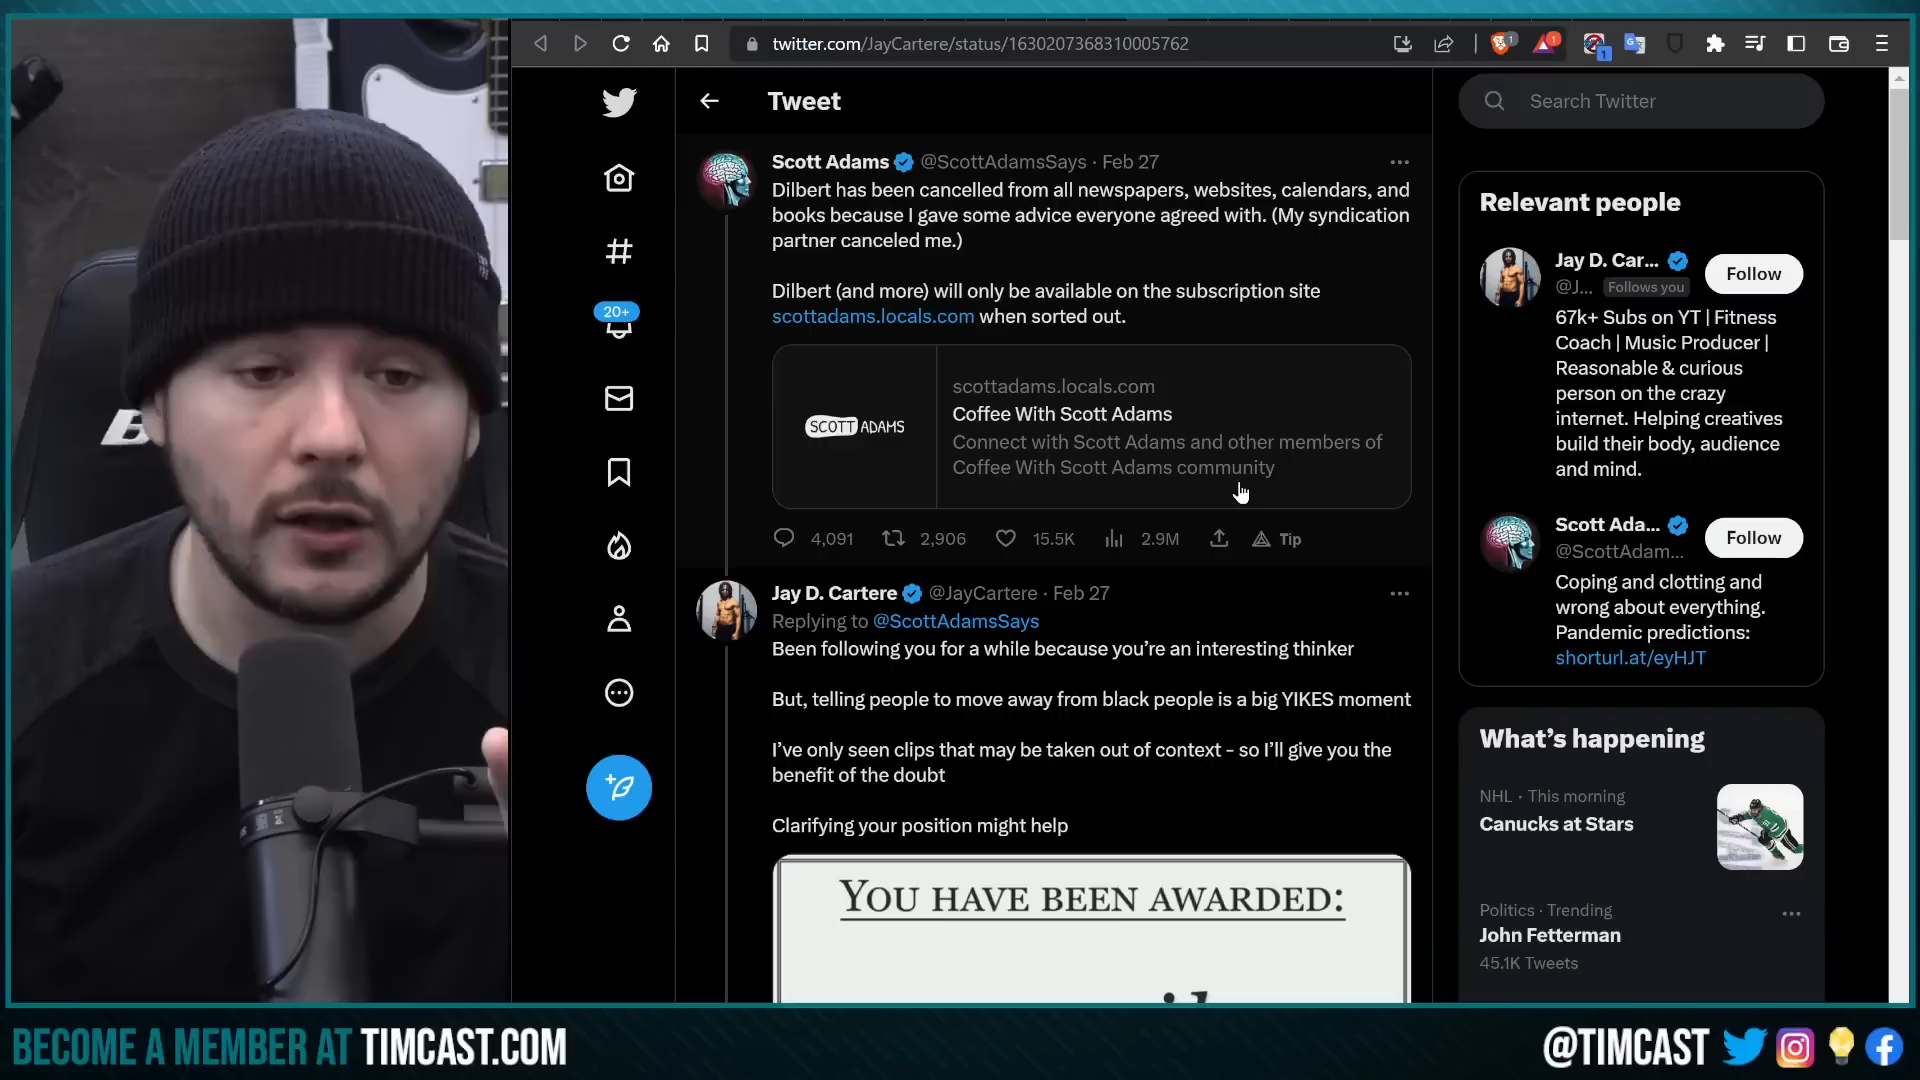 twitter.com/JayCartere/status/1630207368310005762
1
1
1
Tweet
Search Twitter
20+
Scott Adams @ScottAdamsSays · Feb 27
Dilbert has been cancelled from all newspapers, websites, calendars, and
books because I gave some advice everyone agreed with. (My syndication
partner canceled me.)
Dilbert (and more) will only be available on the subscription site
scottadams.locals.com when sorted out.
SCOTT ADAMS
scottadams.locals.com
Coffee With Scott Adams
Connect with Scott Adams and other members of
Coffee With Scott Adams community
4,091 2,906 15.5K 2.9M Tip
Jay D. Cartere @JayCartere · Feb 27
Replying to @ScottAdamsSays
Been following you for a while because you're an interesting thinker
But, telling people to move away from black people is a big YIKES moment
I've only seen clips that may be taken out of context - so I'll give you the
benefit of the doubt
Clarifying your position might help
YOU HAVE BEEN AWARDED:
Relevant people
Jay D. Car...
@J... Follows you
Follow
67k+ Subs on YT | Fitness
Coach | Music Producer |
Reasonable & curious
person on the crazy
internet. Helping creatives
build their body, audience
and mind.
Scott Ada...
@ScottAdam...
Follow
Coping and clotting and
wrong about everything.
Pandemic predictions:
shorturl.at/eyHJT
What's happening
NHL · This morning
Canucks at Stars
Politics · Trending
John Fetterman
45.1K Tweets
BECOME A MEMBER AT TIMCAST.COM
@TIMCAST